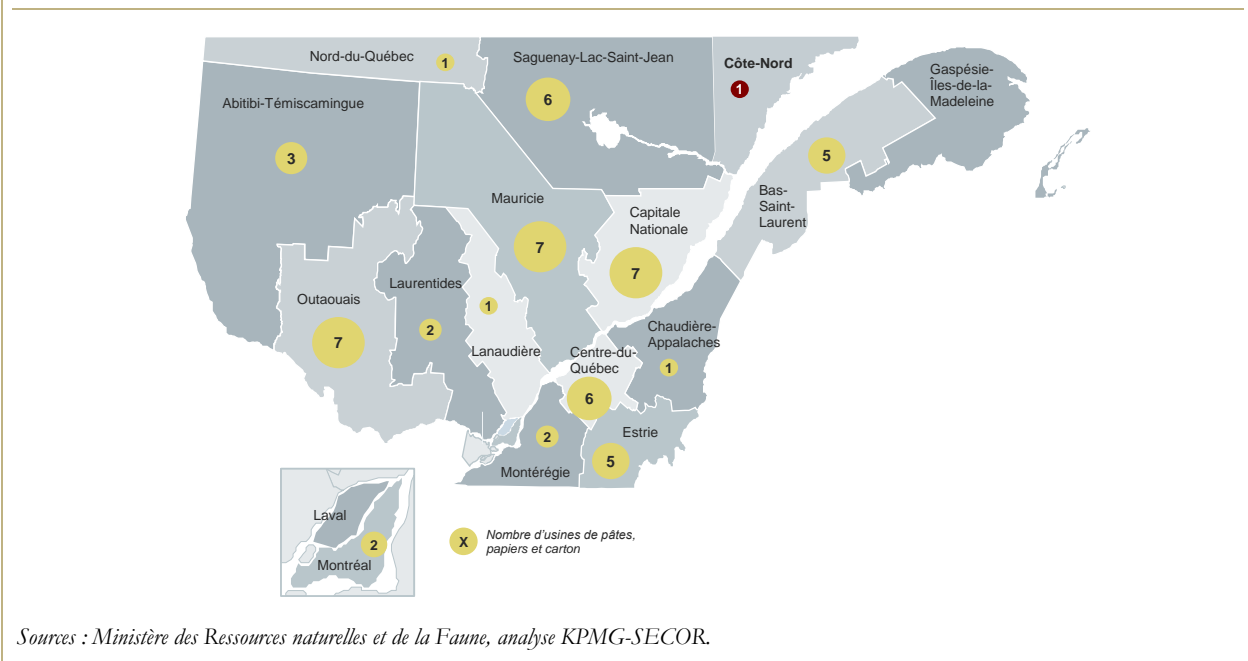 Nord-du-Québec
1
Saguenay-Lac-Saint-Jean
6
Côte-Nord
1
Gaspésie-
Îles-de-la-
Madeleine
Abitibi-Témiscamingue
3
5
Bas-
Saint-
Laurent
Mauricie
7
Capitale
Nationale
7
Outaouais
7
Laurentides
2
1
Lanaudière
Chaudière-
Appalaches
1
Centre-du-
Québec
6
2
Montérégie
Estrie
5
Laval
2
Montréal
X
Nombre d'usines de pâtes,
papiers et carton
Sources : Ministère des Ressources naturelles et de la Faune, analyse KPMG-SECOR.